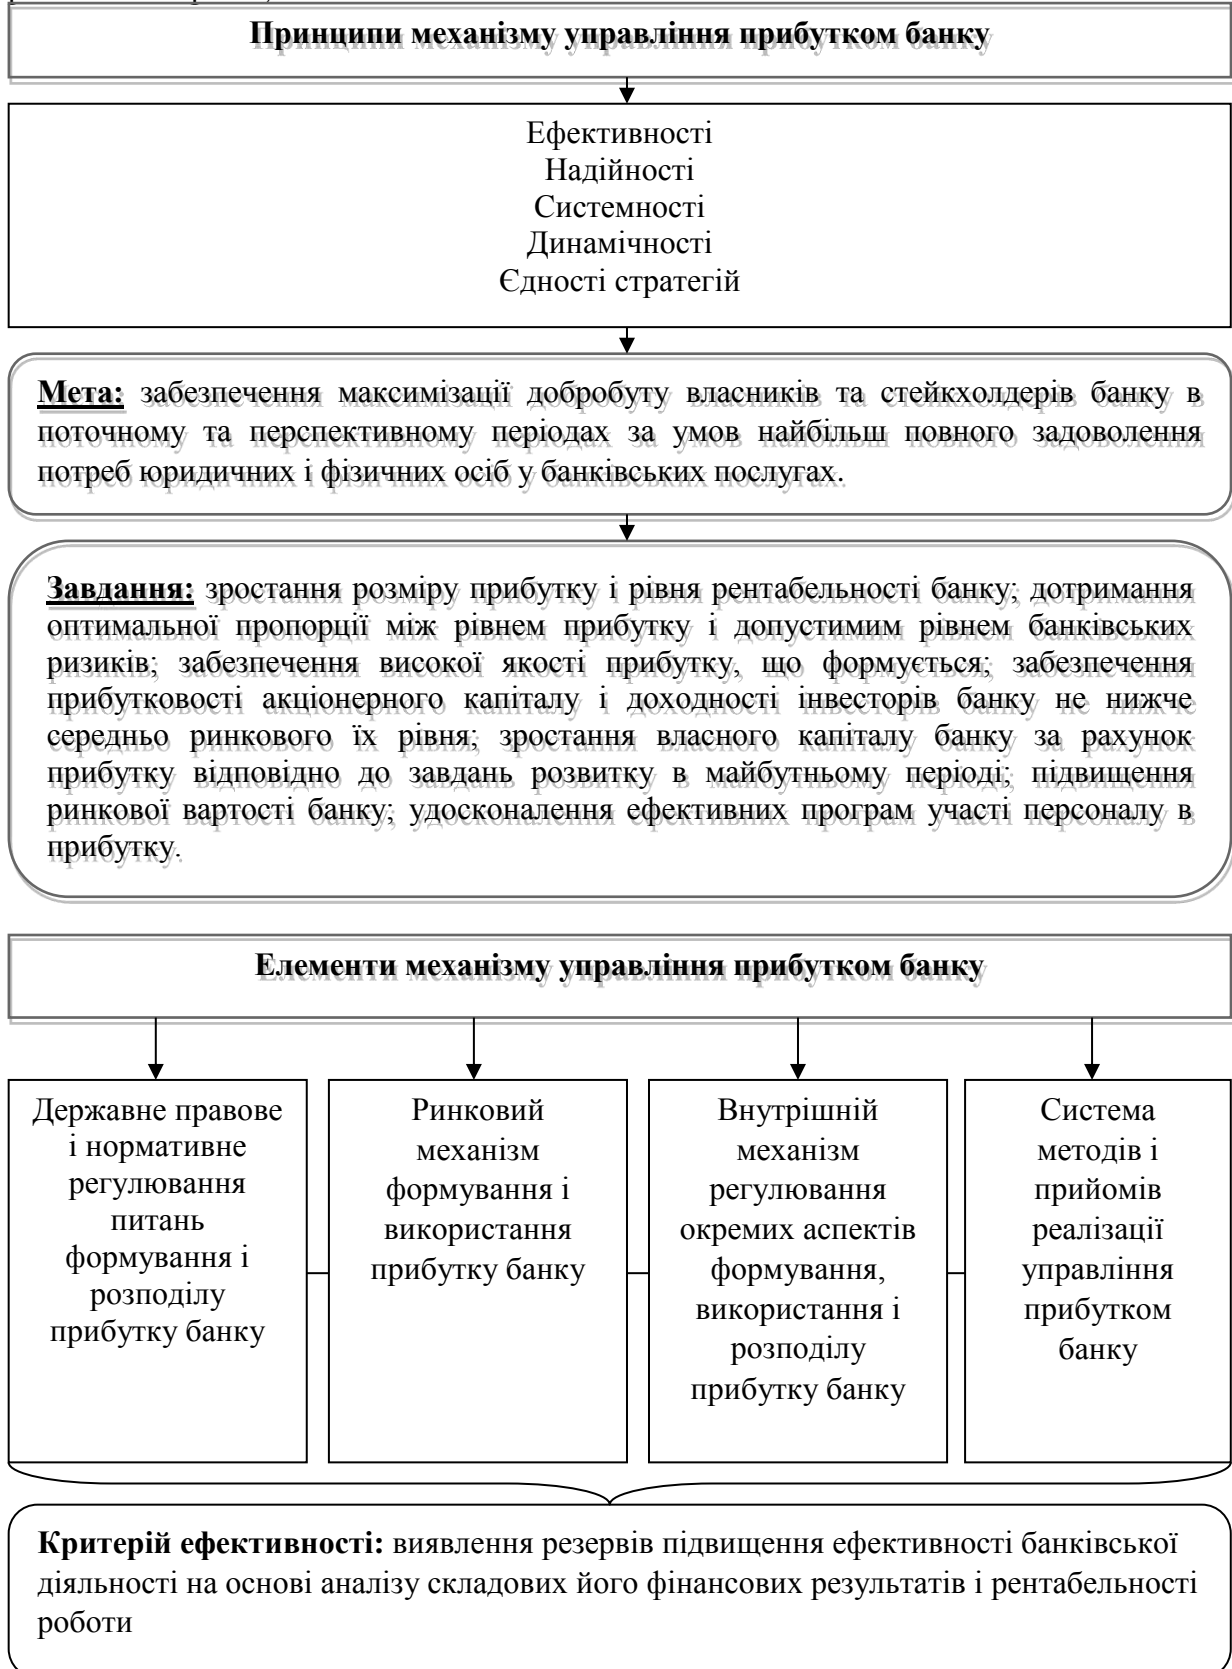 Принципи механізму управління прибутком банку
Ефективності
Надійності
Системності
Динамічності
Єдності стратегій
Мета: забезпечення максимізації добробуту власників та стейкхолдерів банку в
поточному та перспективному періодах за умов найбільш повного задоволення
потреб юридичних і фізичних осіб у банківських послугах.
Завдання: зростання розміру прибутку і рівня рентабельності банку; дотримання
оптимальної пропорції між рівнем прибутку і допустимим рівнем банківських
ризиків; забезпечення високої якості прибутку, що формується; забезпечення
прибутковості акціонерного капіталу і доходності інвесторів банку не нижче
середньо ринкового їх рівня; зростання власного капіталу банку за рахунок
прибутку відповідно до завдань розвитку в майбутньому періоді; підвищення
ринкової вартості банку; удосконалення ефективних програм участі персоналу в
прибутку.
Елементи механізму управління прибутком банку
Державне правове
і нормативне
регулювання
питань
формування і
розподілу
прибутку банку
Ринковий
механізм
формування і
використання
прибутку банку
Внутрішній
механізм
регулювання
окремих аспектів
формування,
використання і
розподілу
прибутку банку
Система
методів і
прийомів
реалізації
управління
прибутком
банку
Критерій ефективності: виявлення резервів підвищення ефективності банківської
діяльності на основі аналізу складових його фінансових результатів і рентабельності
роботи